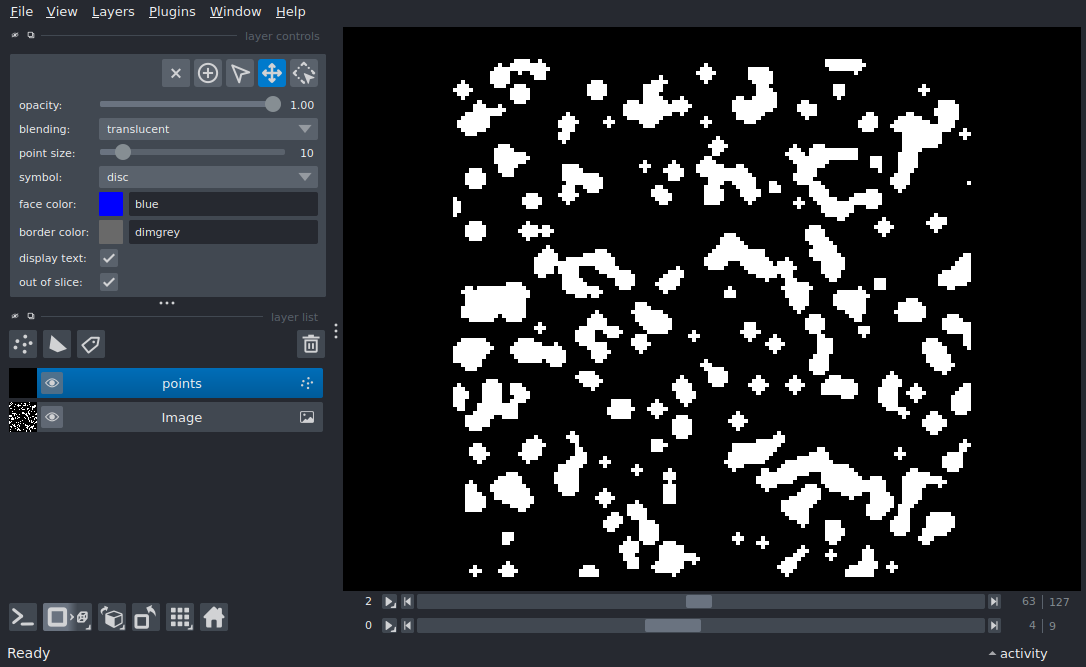 File View Layers Plugins Window Help
layer controls
opacity: 1.00
blending: translucent
point size: 10
symbol: disc
face color: blue
border color: dimgrey
display text:
out of slice:
layer list
points
Image
2 63 127
0 4 9
Ready activity